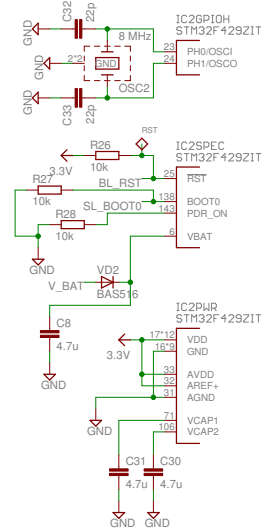 C32
22p
GND
IC2GPIOH
STM32F429ZIT
8 MHz
23
PH0/OSCI
24
PH1/OSCO
GND
2*2
GND
OSC2
GND
C33
22p
RST
IC2SPEC
STM32F429ZIT
R26
10k
3.3V
25
RST
R27
10k
BL_RST
138
BOOT0
SL_BOOT0
143
PDR_ON
R28
10k
6
VBAT
GND
VD2
V_BAT
BAS516
IC2PWR
STM32F429ZIT
C8
4.7u
GND
17*12
VDD
16*9
GND
3.3V
33
AVDD
32
AREF+
31
AGND
GND
71
VCAP1
106
VCAP2
C31
4.7u
C30
4.7u
GND
GND